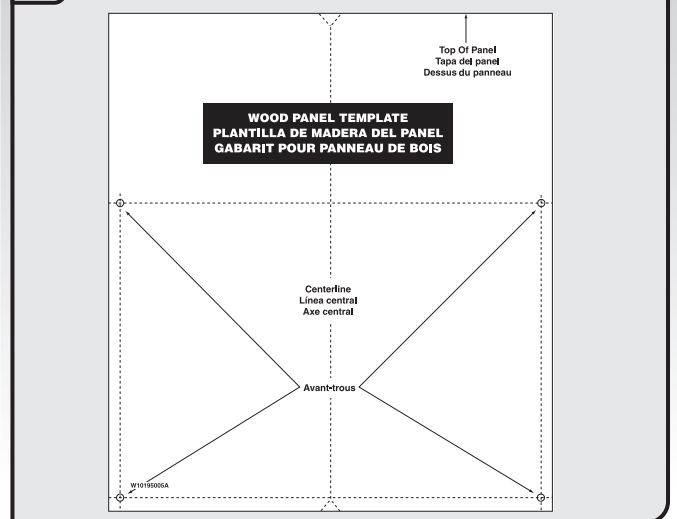 Top Of Panel
Tapa del panel
Dessus du panneau
WOOD PANEL TEMPLATE
PLANTILLA DE MADERA DEL PANEL
GABARIT POUR PANNEAU DE BOIS
Centerline
Línea central
Axe central
Avant-trous
W10195005A